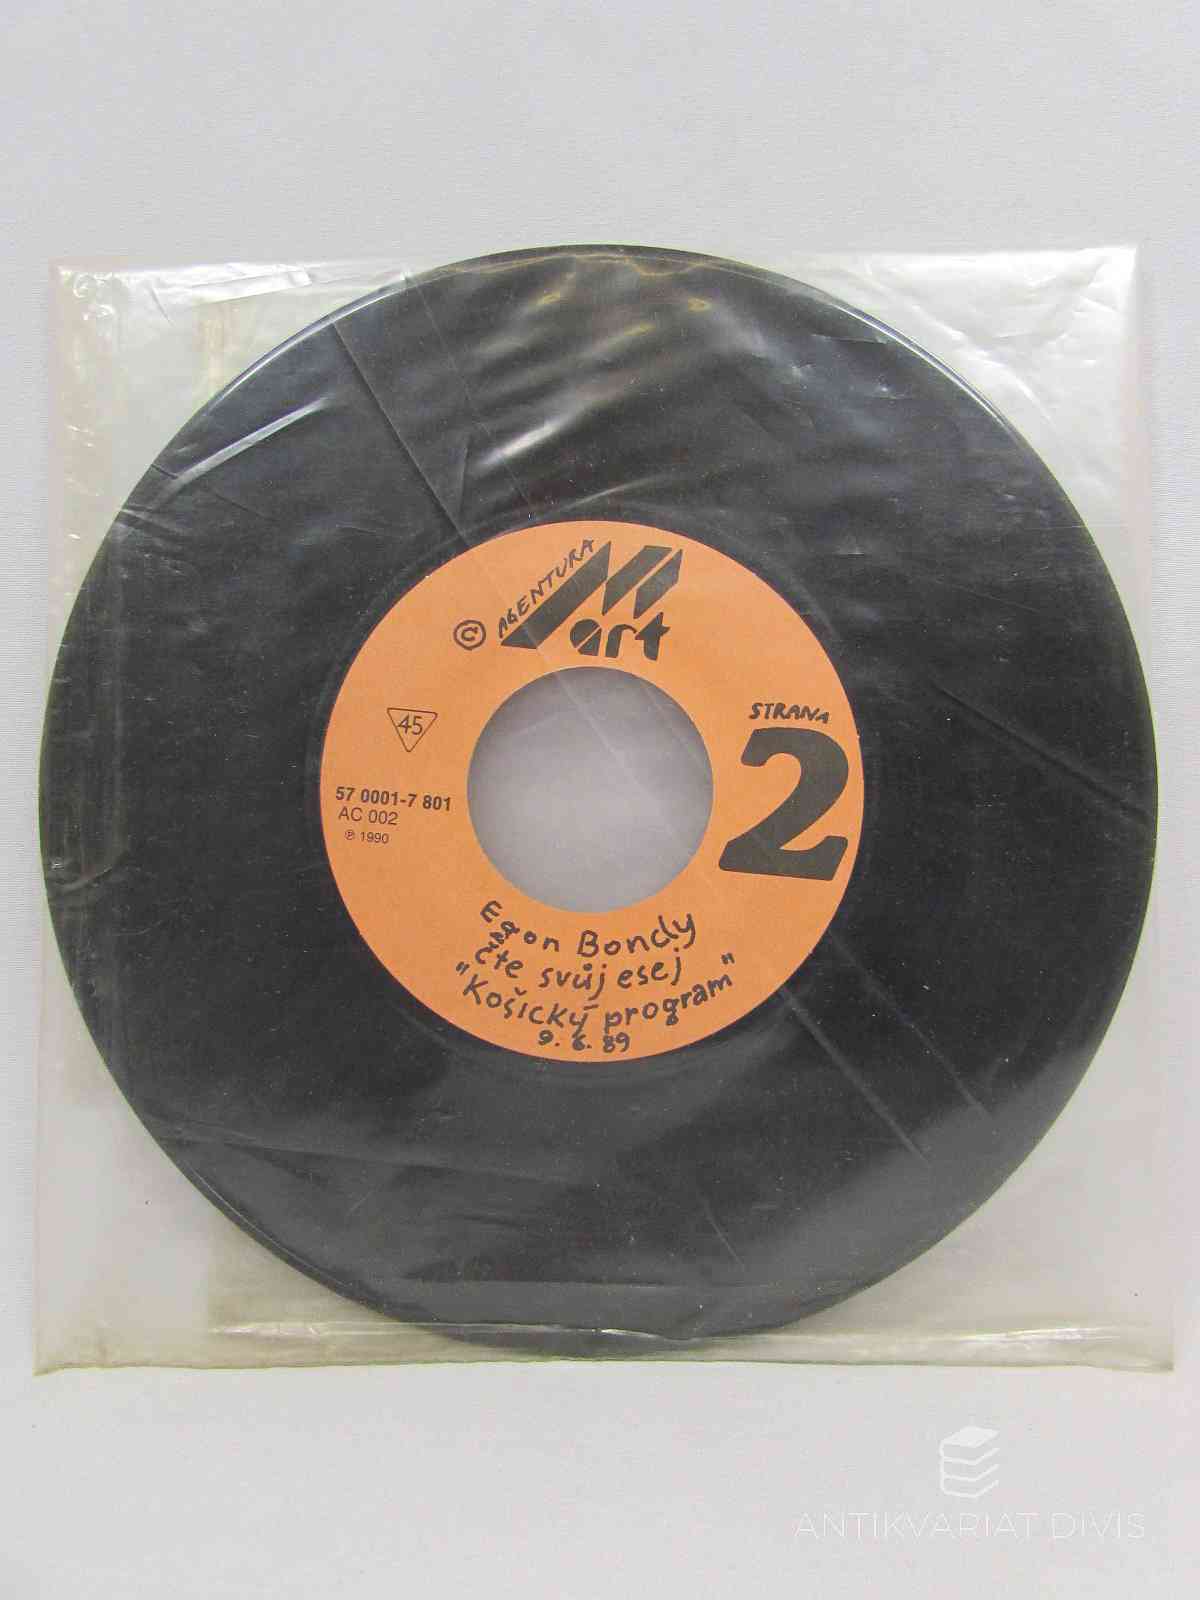 © AGENTURA
Mart
45
STRANA
2
57 0001-7 801
AC 002
℗ 1990
Egon Bondy
čte svůj esej
"Košický program"
9. 6. 89
ANTIKVARIAT DIVIS